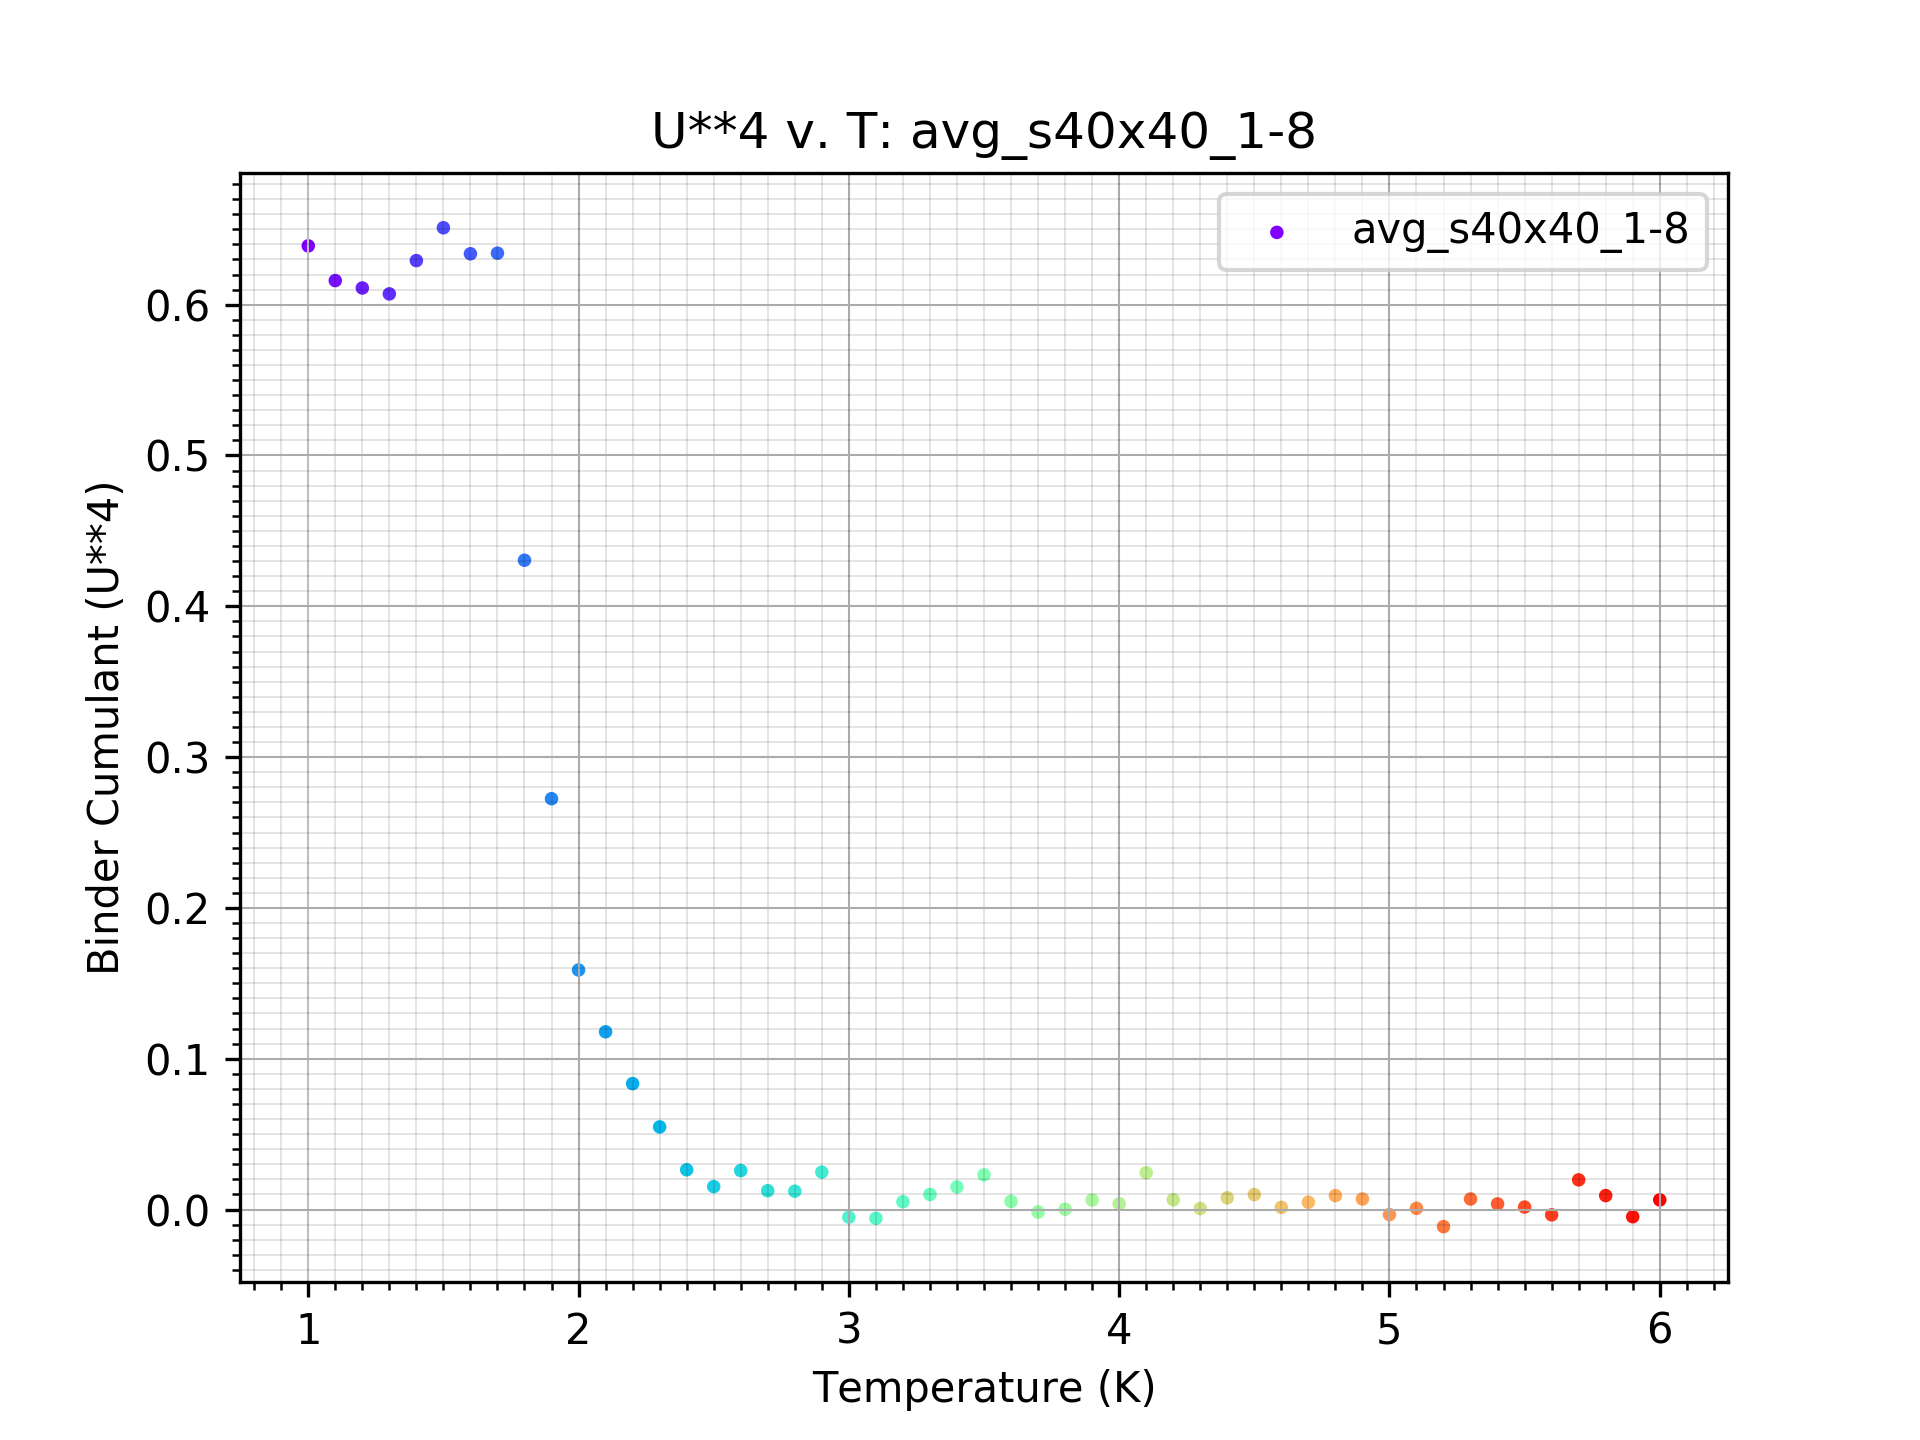 U**4 v. T: avg_s40x40_1-8
avg_s40x40_1-8
Binder Cumulant (U**4)
0.6
0.5
0.4
0.3
0.2
0.1
0.0
1 2 3 4 5 6
Temperature (K)